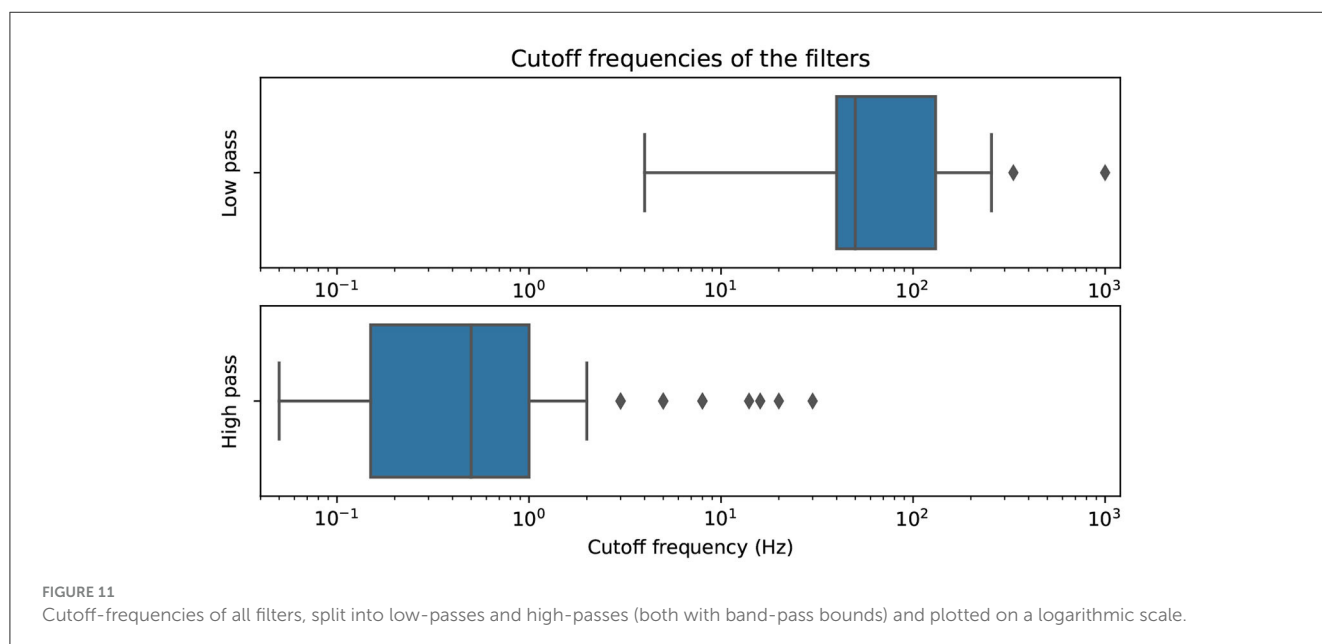 Cutoff frequencies of the filters
Low pass
10⁻¹ 10⁰ 10¹ 10² 10³
High pass
10⁻¹ 10⁰ 10¹ 10² 10³
Cutoff frequency (Hz)
FIGURE 11
Cutoff-frequencies of all filters, split into low-passes and high-passes (both with band-pass bounds) and plotted on a logarithmic scale.